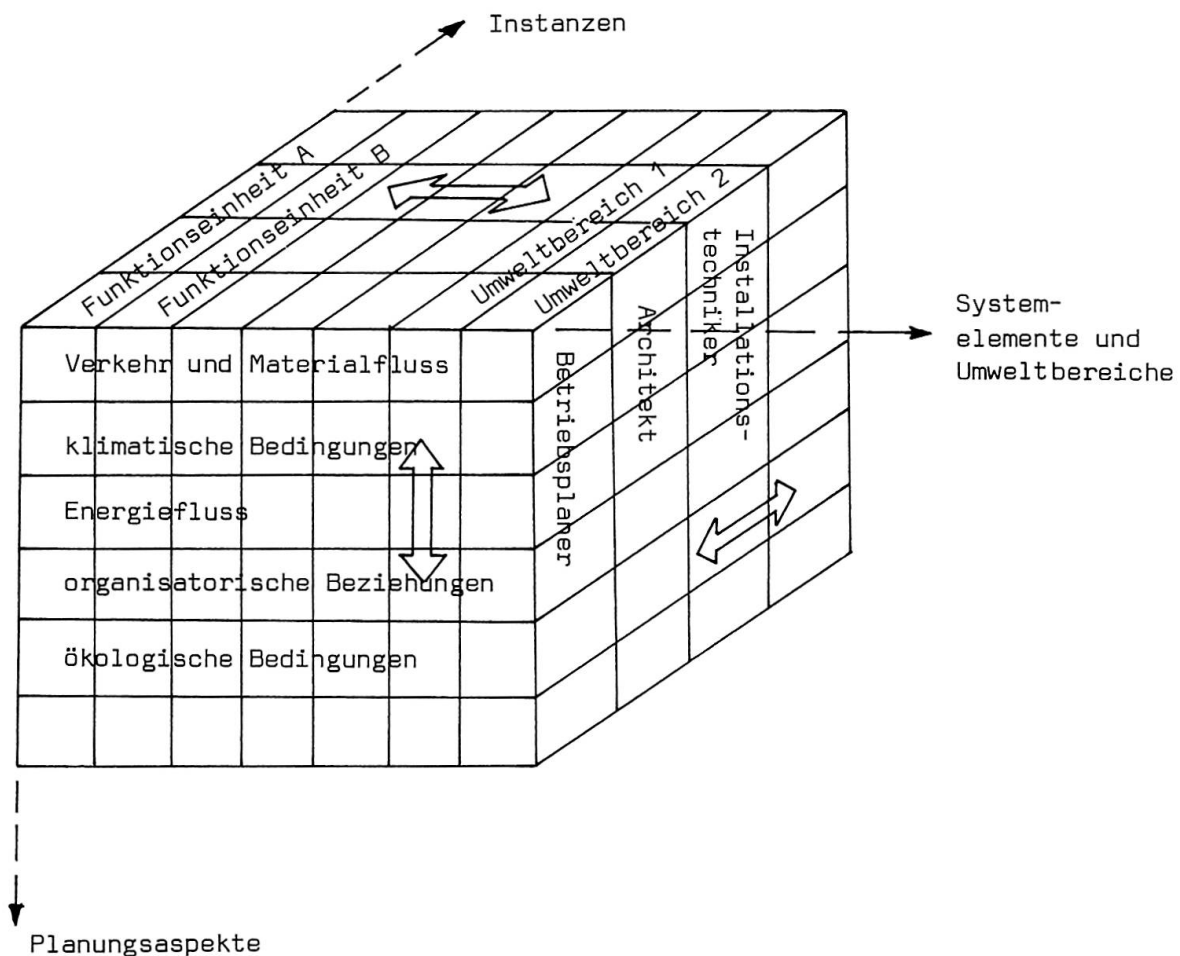 Instanzen
Funktionseinheit A
Funktionseinheit B
Umweltbereich 1
Umweltbereich 2
Installations-
techniker
Architekt
Betriebsplaner
System-
elemente und
Umweltbereiche
Verkehr und Materialfluss
klimatische Bedingungen
Energiefluss
organisatorische Beziehungen
ökologische Bedingungen
Planungsaspekte